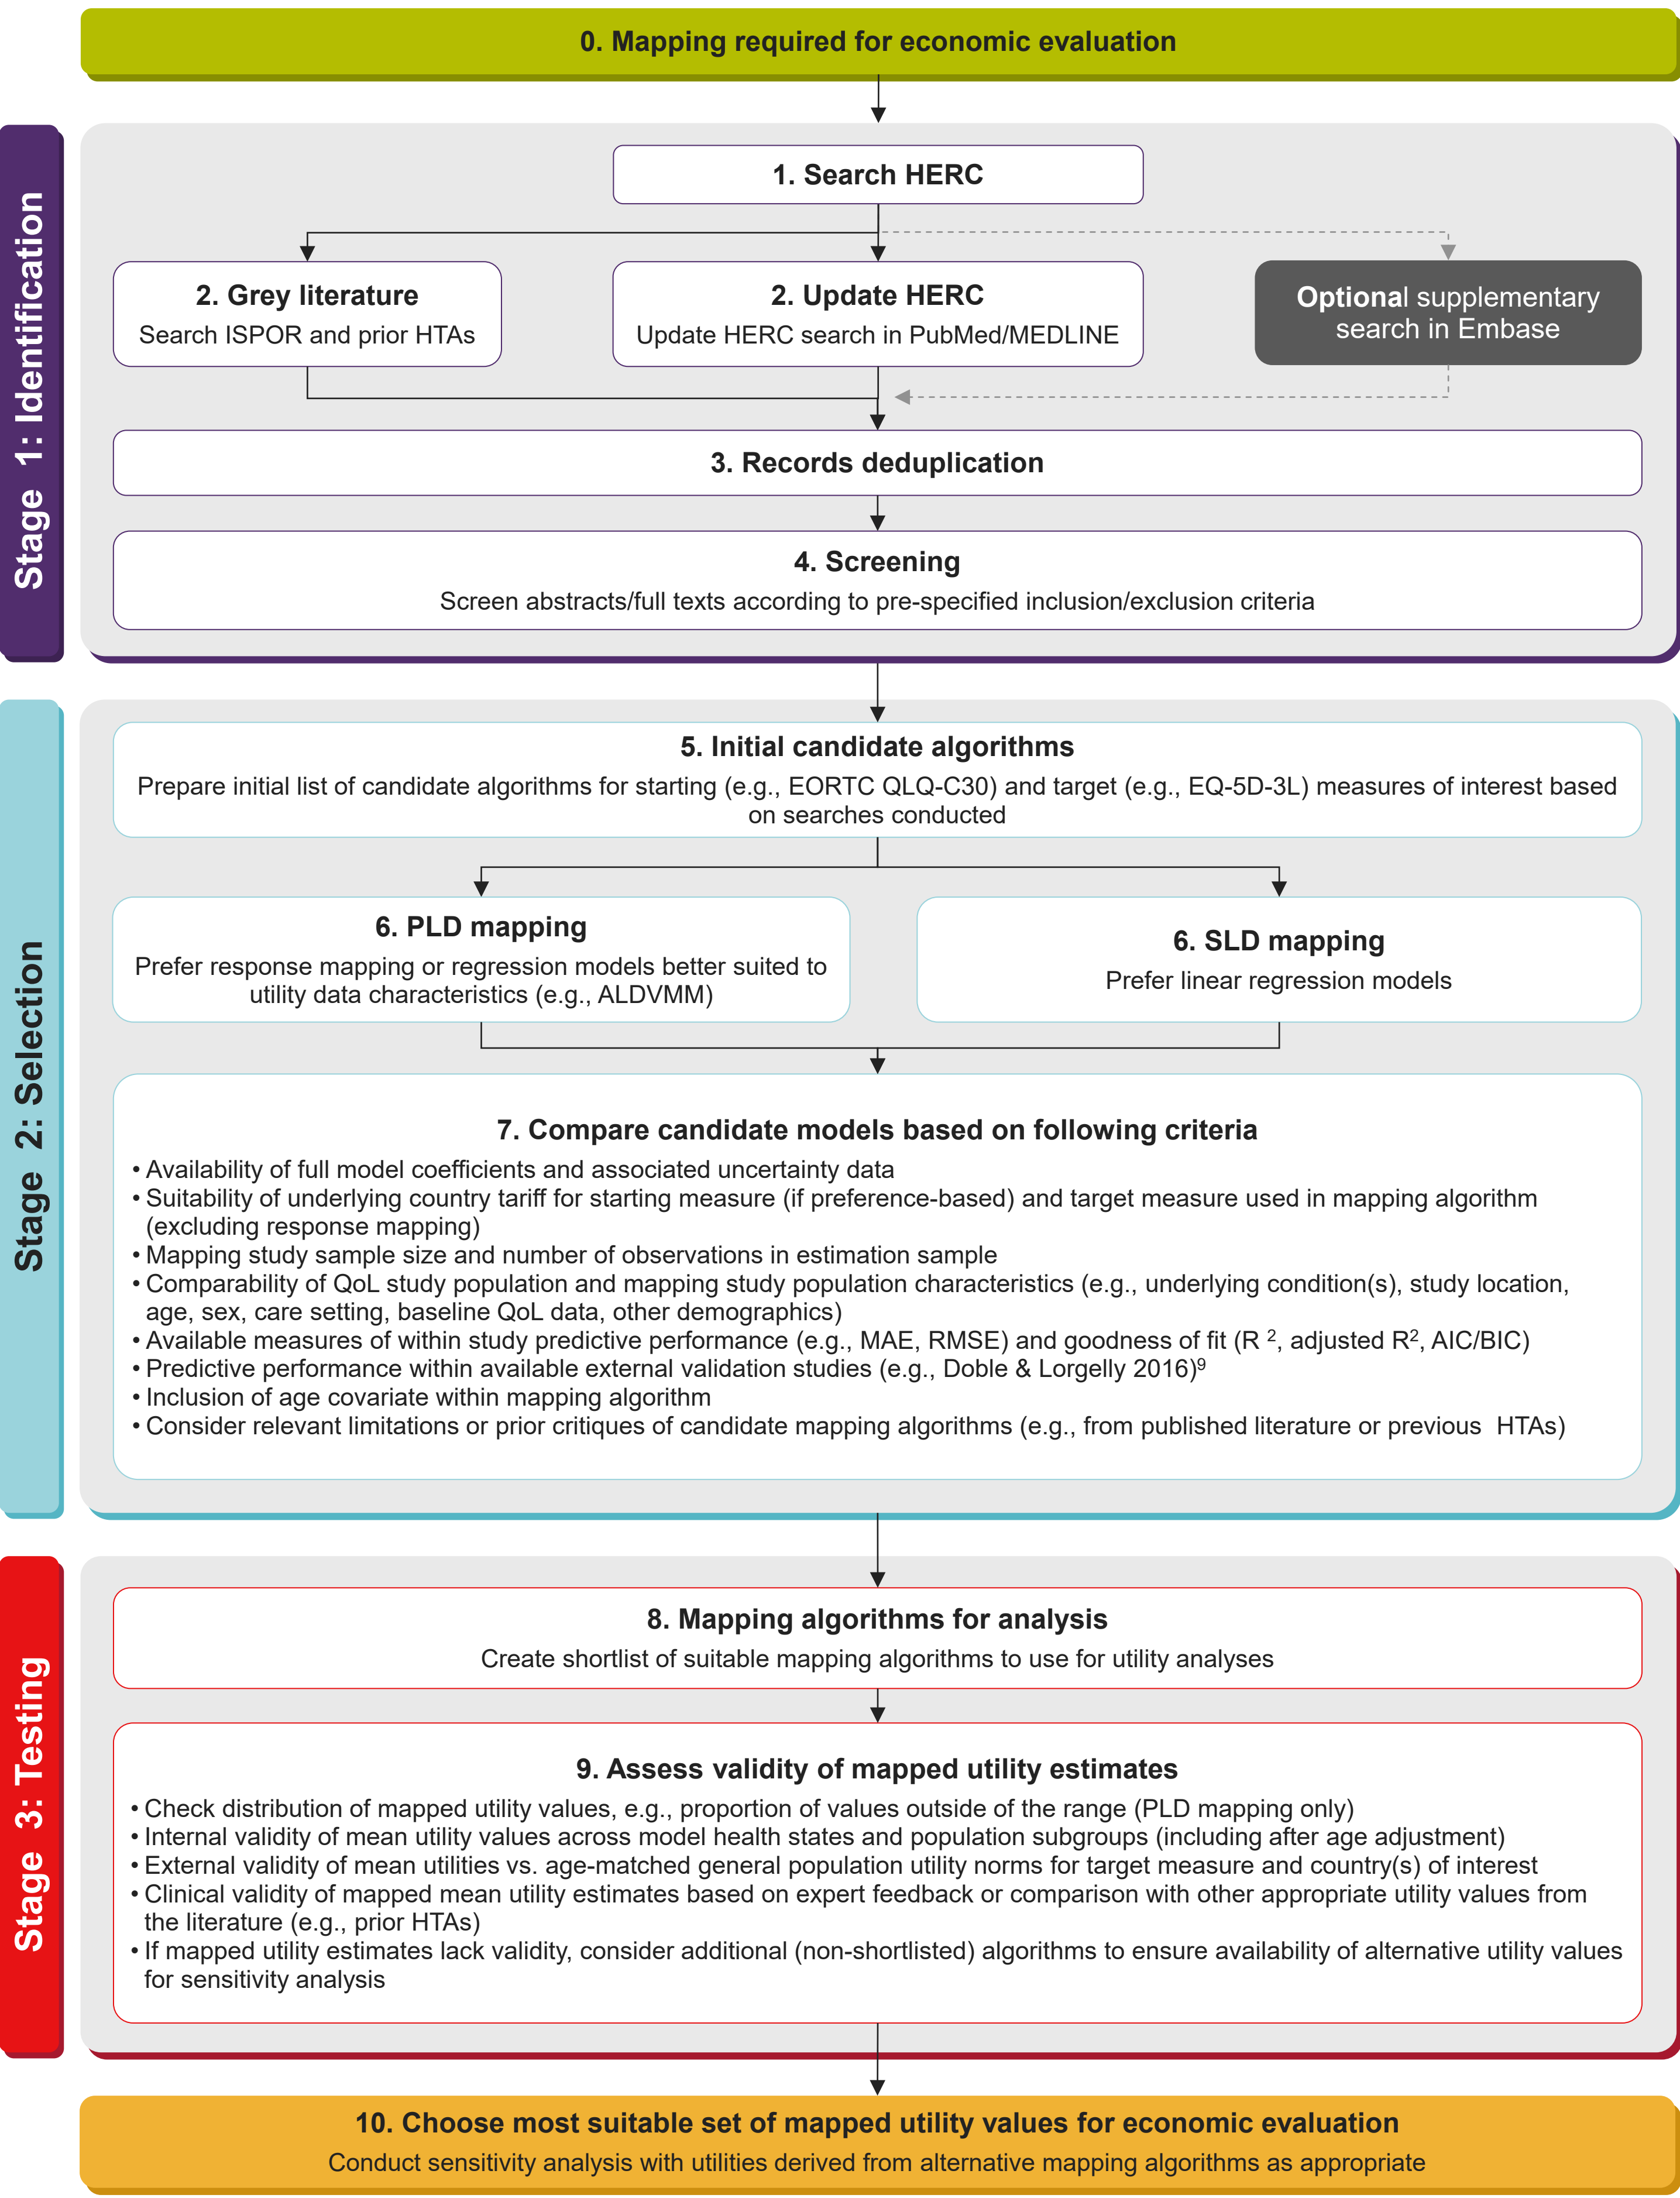 0. Mapping required for economic evaluation
Stage 1: Identification
1. Search HERC
2. Grey literature
Search ISPOR and prior HTAs
2. Update HERC
Update HERC search in PubMed/MEDLINE
Optional supplementary
search in Embase
3. Records deduplication
4. Screening
Screen abstracts/full texts according to pre-specified inclusion/exclusion criteria
Stage 2: Selection
5. Initial candidate algorithms
Prepare initial list of candidate algorithms for starting (e.g., EORTC QLQ-C30) and target (e.g., EQ-5D-3L) measures of interest based
on searches conducted
6. PLD mapping
Prefer response mapping or regression models better suited to
utility data characteristics (e.g., ALDVMM)
6. SLD mapping
Prefer linear regression models
7. Compare candidate models based on following criteria
• Availability of full model coefficients and associated uncertainty data
• Suitability of underlying country tariff for starting measure (if preference-based) and target measure used in mapping algorithm
(excluding response mapping)
• Mapping study sample size and number of observations in estimation sample
• Comparability of QoL study population and mapping study population characteristics (e.g., underlying condition(s), study location,
age, sex, care setting, baseline QoL data, other demographics)
• Available measures of within study predictive performance (e.g., MAE, RMSE) and goodness of fit (R ², adjusted R², AIC/BIC)
• Predictive performance within available external validation studies (e.g., Doble & Lorgelly 2016)⁹
• Inclusion of age covariate within mapping algorithm
• Consider relevant limitations or prior critiques of candidate mapping algorithms (e.g., from published literature or previous HTAs)
Stage 3: Testing
8. Mapping algorithms for analysis
Create shortlist of suitable mapping algorithms to use for utility analyses
9. Assess validity of mapped utility estimates
• Check distribution of mapped utility values, e.g., proportion of values outside of the range (PLD mapping only)
• Internal validity of mean utility values across model health states and population subgroups (including after age adjustment)
• External validity of mean utilities vs. age-matched general population utility norms for target measure and country(s) of interest
• Clinical validity of mapped mean utility estimates based on expert feedback or comparison with other appropriate utility values from
the literature (e.g., prior HTAs)
• If mapped utility estimates lack validity, consider additional (non-shortlisted) algorithms to ensure availability of alternative utility values
for sensitivity analysis
10. Choose most suitable set of mapped utility values for economic evaluation
Conduct sensitivity analysis with utilities derived from alternative mapping algorithms as appropriate